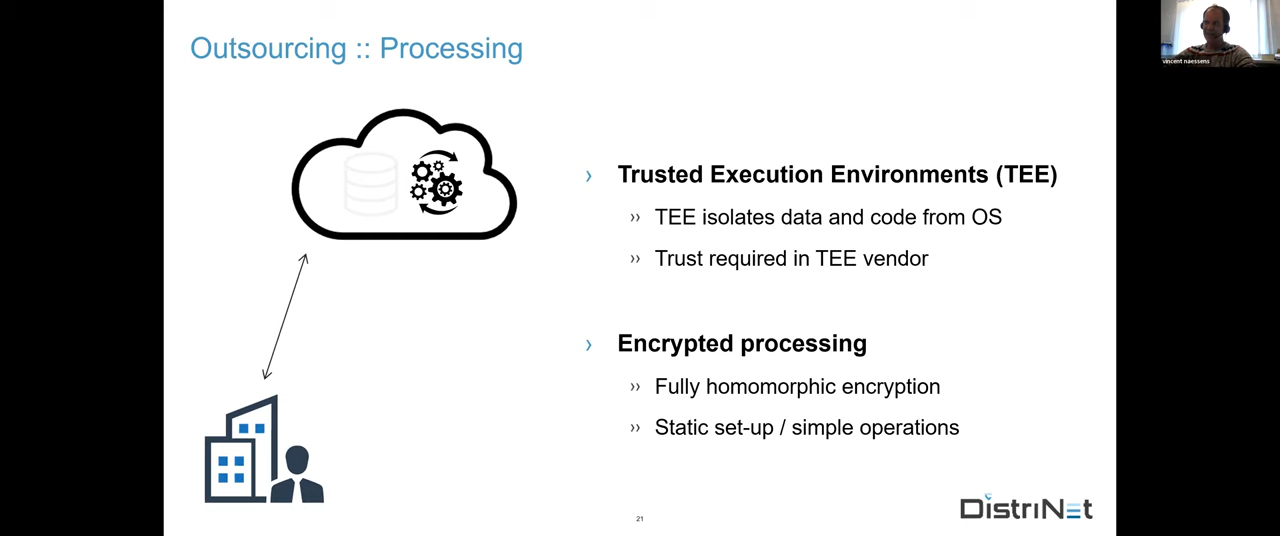 Outsourcing :: Processing
vincent naessens
› Trusted Execution Environments (TEE)
›› TEE isolates data and code from OS
›› Trust required in TEE vendor
› Encrypted processing
›› Fully homomorphic encryption
›› Static set-up / simple operations
21
DistriNet